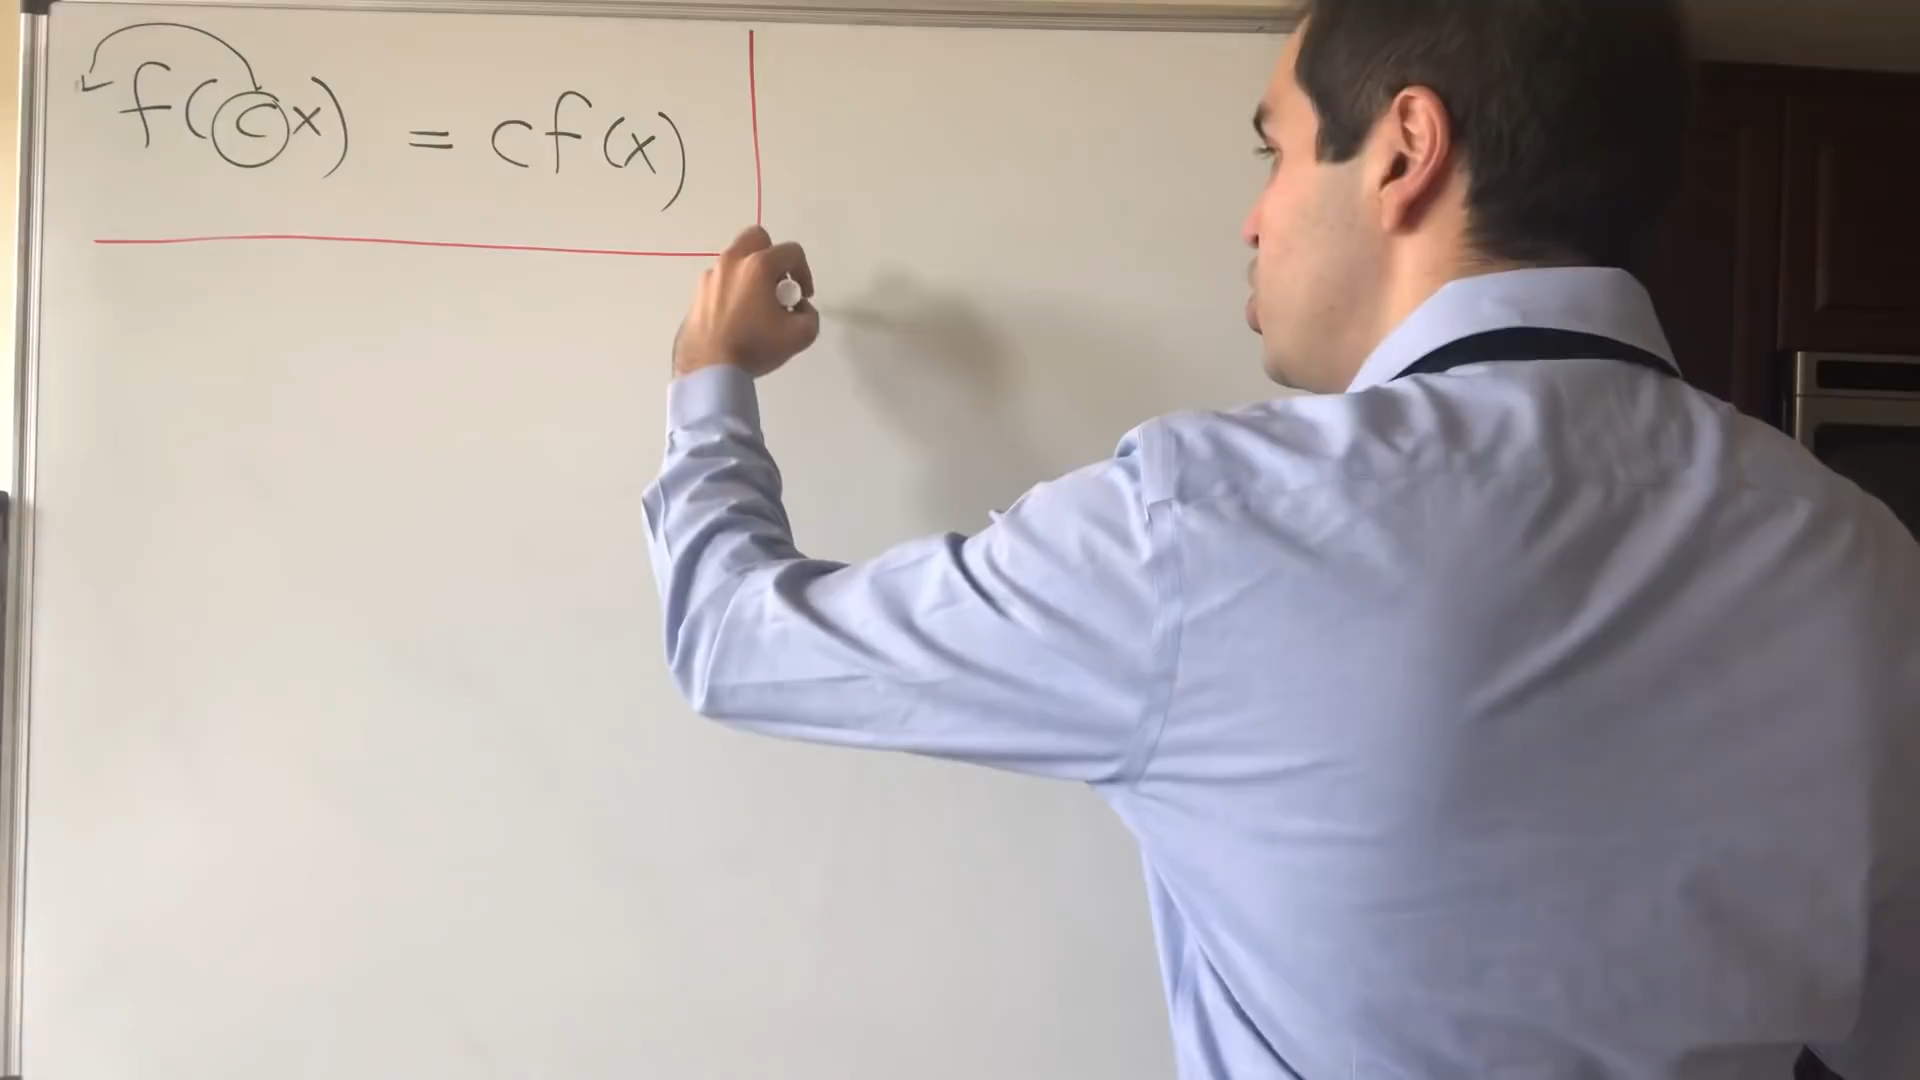 f(cx) = cf(x)